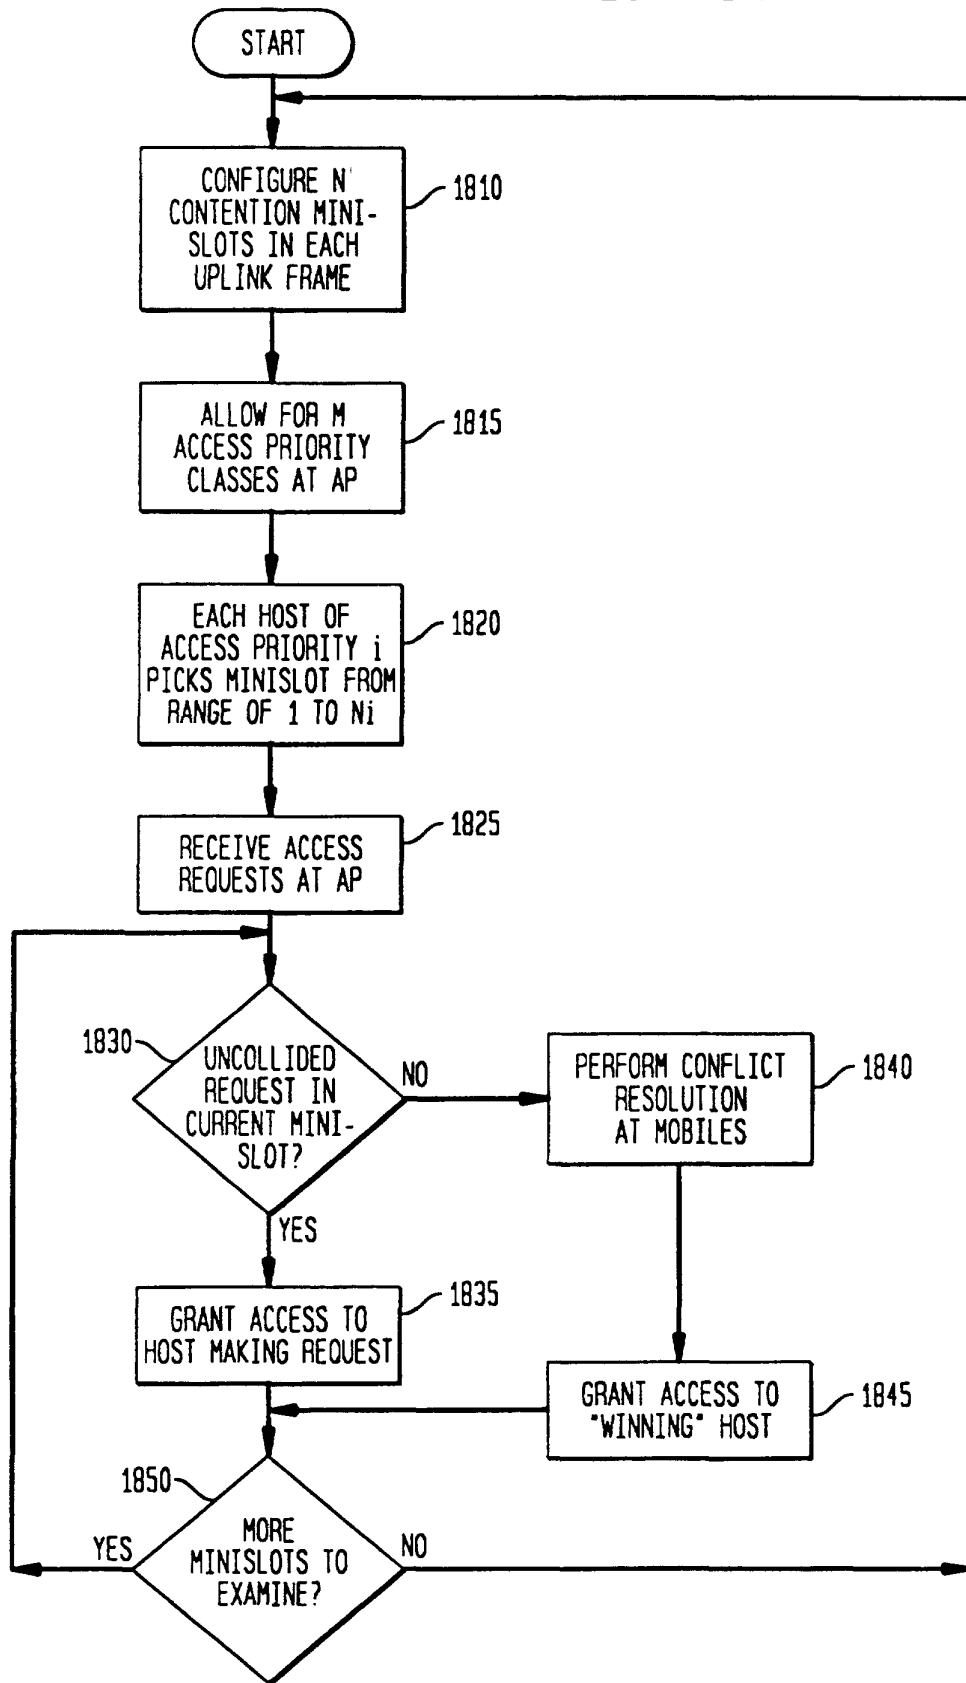 START
CONFIGURE N'
CONTENTION MINI-
SLOTS IN EACH
UPLINK FRAME
1810
ALLOW FOR M
ACCESS PRIORITY
CLASSES AT AP
1815
EACH HOST OF
ACCESS PRIORITY i
PICKS MINISLOT FROM
RANGE OF 1 TO Ni
1820
RECEIVE ACCESS
REQUESTS AT AP
1825
1830
UNCOLLIDED
REQUEST IN
CURRENT MINI-
SLOT?
NO
YES
PERFORM CONFLICT
RESOLUTION
AT MOBILES
1840
GRANT ACCESS TO
HOST MAKING REQUEST
1835
GRANT ACCESS TO
"WINNING" HOST
1845
1850
MORE
MINISLOTS TO
EXAMINE?
YES
NO